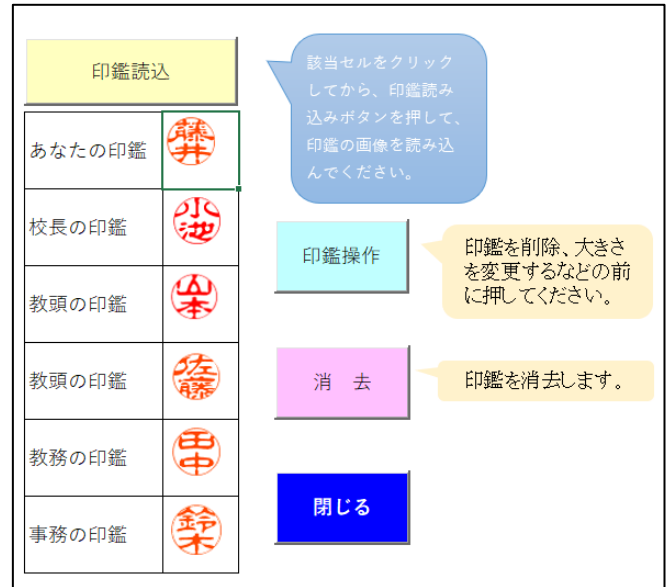 印鑑読込
該当セルをクリック
してから、印鑑読み
込みボタンを押して、
印鑑の画像を読み込
んでください。
あなたの印鑑
藤井
校長の印鑑
小池
印鑑操作
印鑑を削除、大きさ
を変更するなどの前
に押してください。
教頭の印鑑
山本
教頭の印鑑
佐藤
消　去
印鑑を消去します。
教務の印鑑
田中
閉じる
事務の印鑑
鈴木